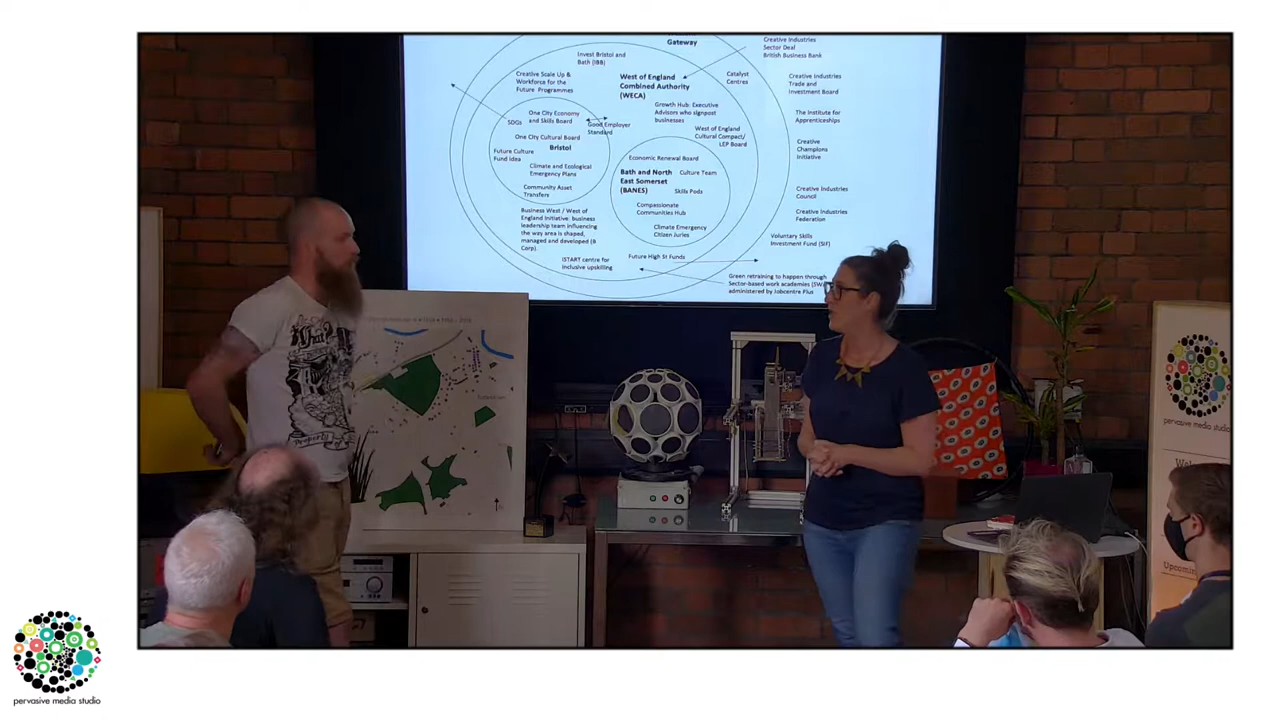 Gateway
Creative Industries
Sector Deal
British Business Bank
Invest Bristol and
Bath (IBB)
Creative Scale Up &
Workforce for the
Future Programmes
West of England
Combined Authority
(WECA)
Catalyst
Centres
Creative Industries
Trade and
Investment Board
Growth Hub: Executive
Advisors who signpost
businesses
One City Economy
and Skills Board
SDGs
Good Employer
Standard
The Institute for
Apprenticeships
West of England
Cultural Compact/
LEP Board
One City Cultural Board
Bristol
Future Culture
Fund Idea
Creative
Champions
Initiative
Economic Renewal Board
Climate and Ecological
Emergency Plans
Bath and North
East Somerset
(BANES)
Culture Team
Skills Pods
Community Asset
Transfers
Creative Industries
Council
Compassionate
Communities Hub
Creative Industries
Federation
Business West / West of
England Initiative: business
leadership team influencing
the way area is shaped,
managed and developed (B
Corp).
Climate Emergency
Citizen Juries
Voluntary Skills
Investment Fund (SIF)
Future High St Funds
iSTART centre for
inclusive upskilling
Green retraining to happen through
Sector-based work academies (SW
administered by Jobcentre Plus
What
Property of
pervasive media studio
Upcoming
pervasive media studio